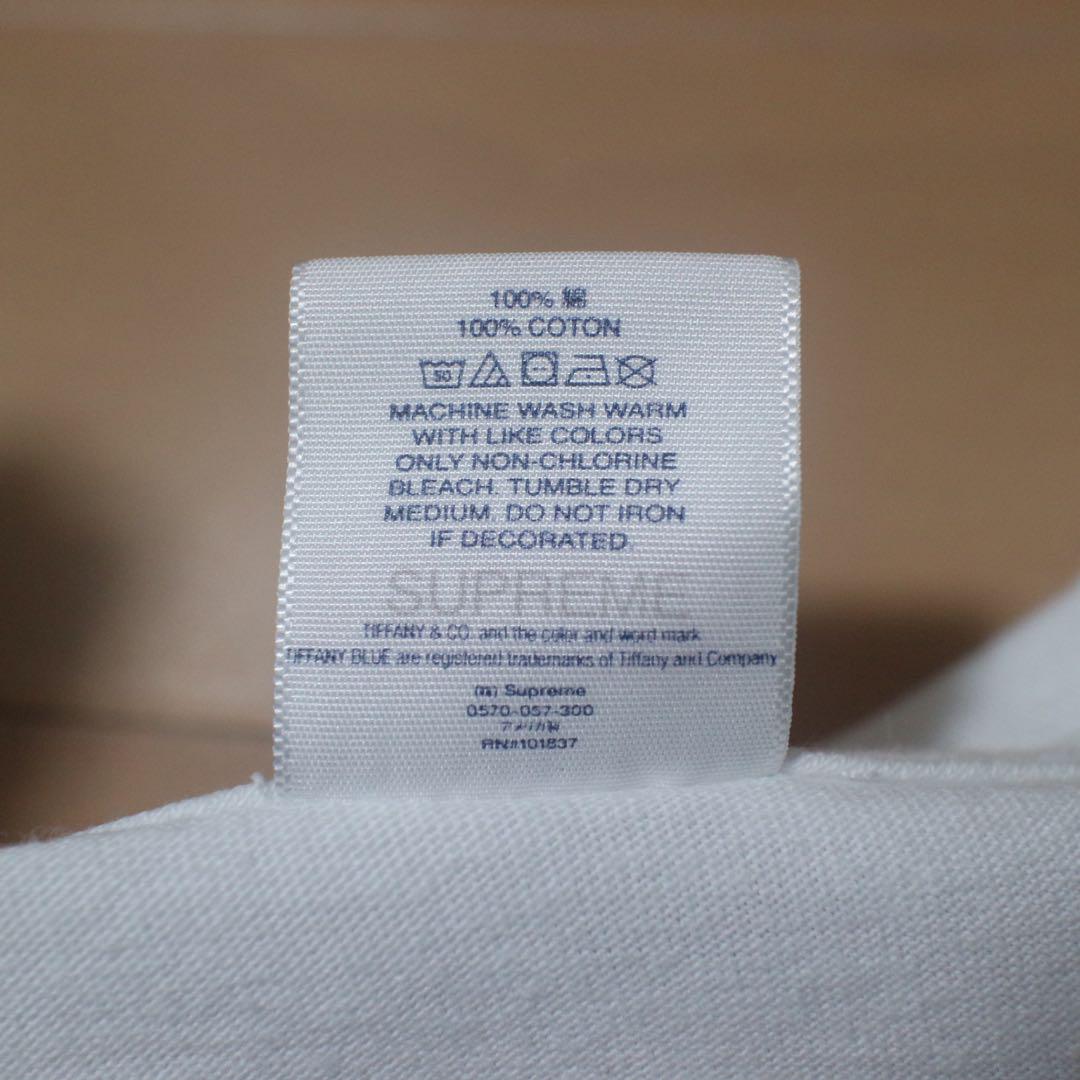 100% 綿
100% COTON
50
MACHINE WASH WARM
WITH LIKE COLORS
ONLY NON-CHLORINE
BLEACH. TUMBLE DRY
MEDIUM. DO NOT IRON
IF DECORATED.
SUPREME
TIFFANY & CO. and the color and word mark
TIFFANY BLUE are registered trademarks of Tiffany and Company
(m) Supreme
0570-057-300
アメリカ製
RN#101837